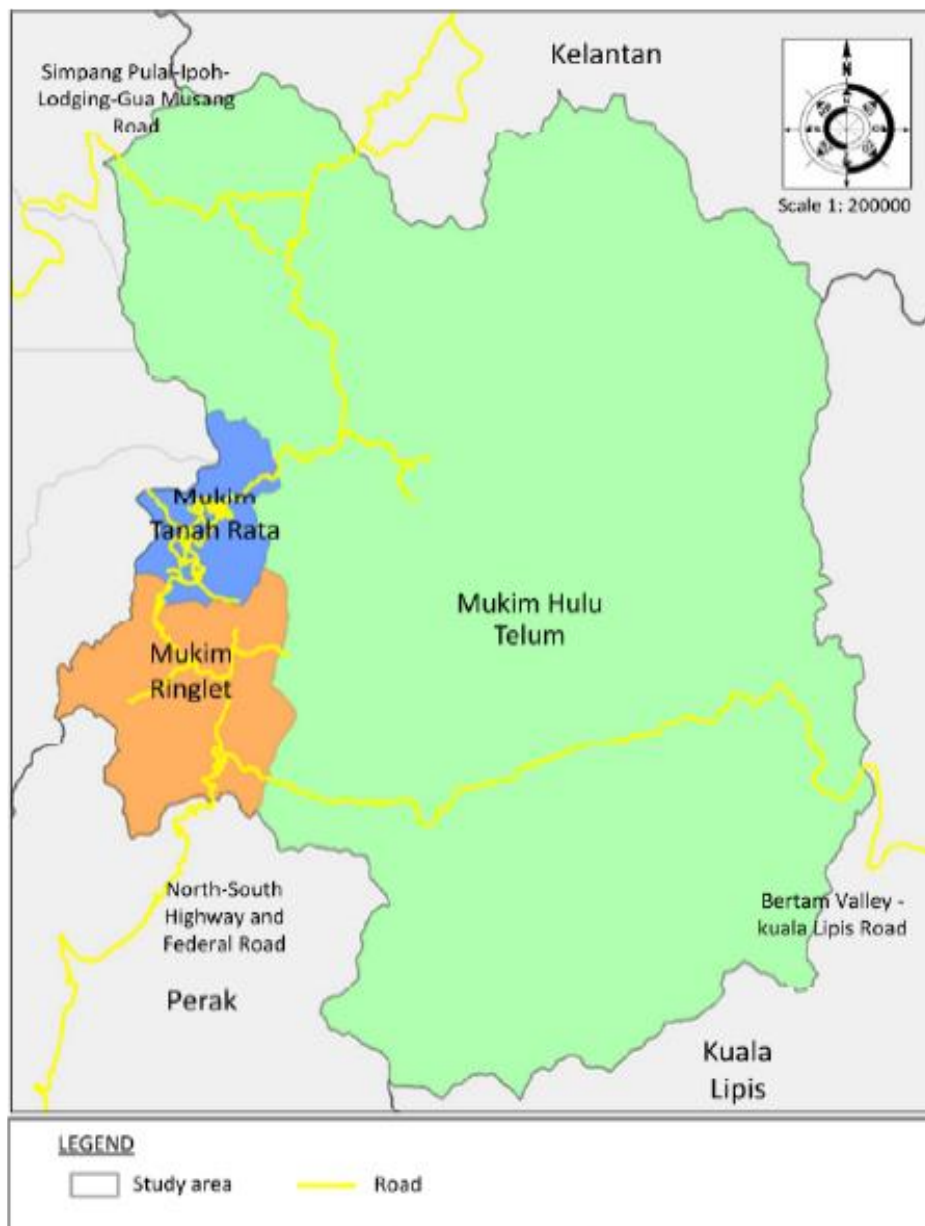 Kelantan
Simpang Pulai-Ipoh-
Lodging-Gua Musang
Road
N
Scale 1: 200000
Mukim
Tanah Rata
Mukim Hulu
Telum
Mukim
Ringlet
North-South
Highway and
Federal Road
Bertam Valley -
kuala Lipis Road
Perak
Kuala
Lipis
LEGEND
Study area
Road